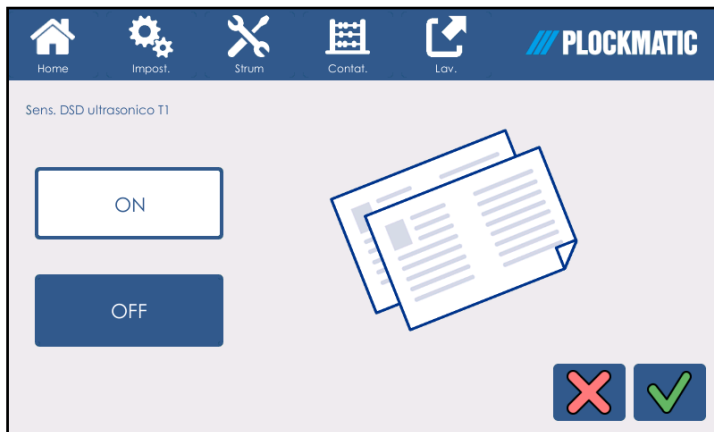 Home
Impost.
Strum
Contat.
Lav.
PLOCKMATIC
Sens. DSD ultrasonico T1
ON
OFF